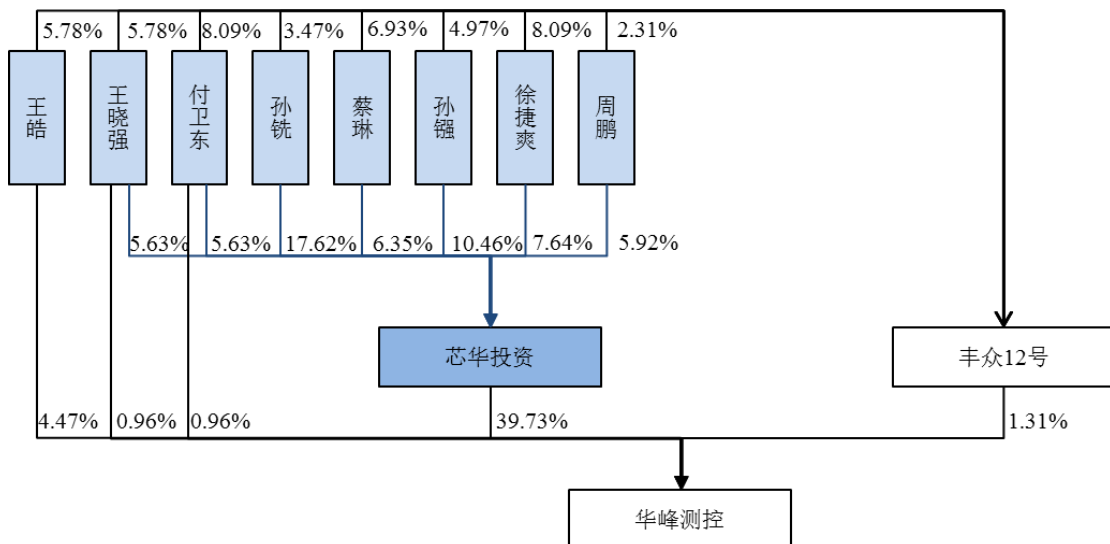 5.78% 5.78% 8.09% 3.47% 6.93% 4.97% 8.09% 2.31%
王皓
王晓强
付卫东
孙铣
蔡琳
孙镪
徐捷爽
周鹏
5.63% 5.63% 17.62% 6.35% 10.46% 7.64% 5.92%
芯华投资
丰众12号
4.47% 0.96% 0.96% 39.73% 1.31%
华峰测控